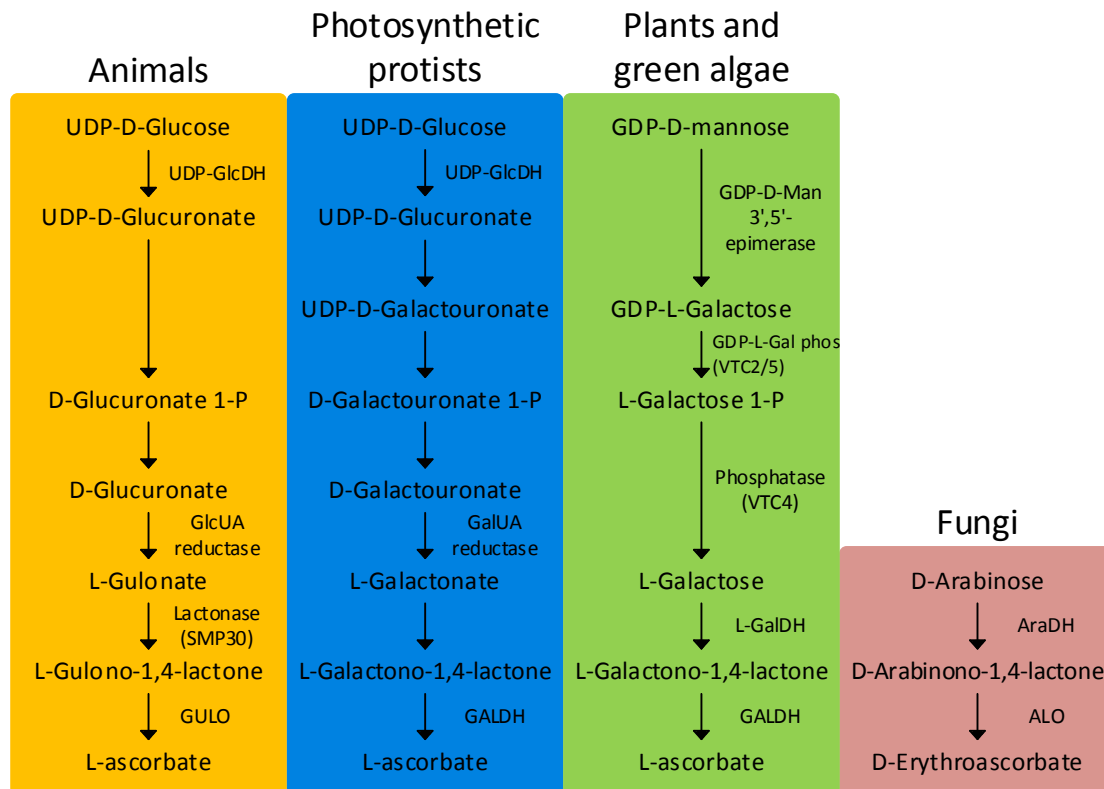 Animals
UDP-D-Glucose
UDP-GlcDH
UDP-D-Glucuronate
D-Glucuronate 1-P
D-Glucuronate
GlcUA
reductase
L-Gulonate
Lactonase
(SMP30)
L-Gulono-1,4-lactone
GULO
L-ascorbate
Photosynthetic
protists
UDP-D-Glucose
UDP-GlcDH
UDP-D-Glucuronate
UDP-D-Galactouronate
D-Galactouronate 1-P
D-Galactouronate
GalUA
reductase
L-Galactonate
L-Galactono-1,4-lactone
GALDH
L-ascorbate
Plants and
green algae
GDP-D-mannose
GDP-D-Man
3',5'-
epimerase
GDP-L-Galactose
GDP-L-Gal phos
(VTC2/5)
L-Galactose 1-P
Phosphatase
(VTC4)
L-Galactose
L-GalDH
L-Galactono-1,4-lactone
GALDH
L-ascorbate
Fungi
D-Arabinose
AraDH
D-Arabinono-1,4-lactone
ALO
D-Erythroascorbate